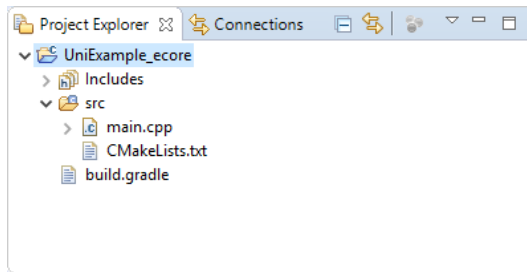 Project Explorer Connections
UniExample_ecore
Includes
src
main.cpp
CMakeLists.txt
build.gradle